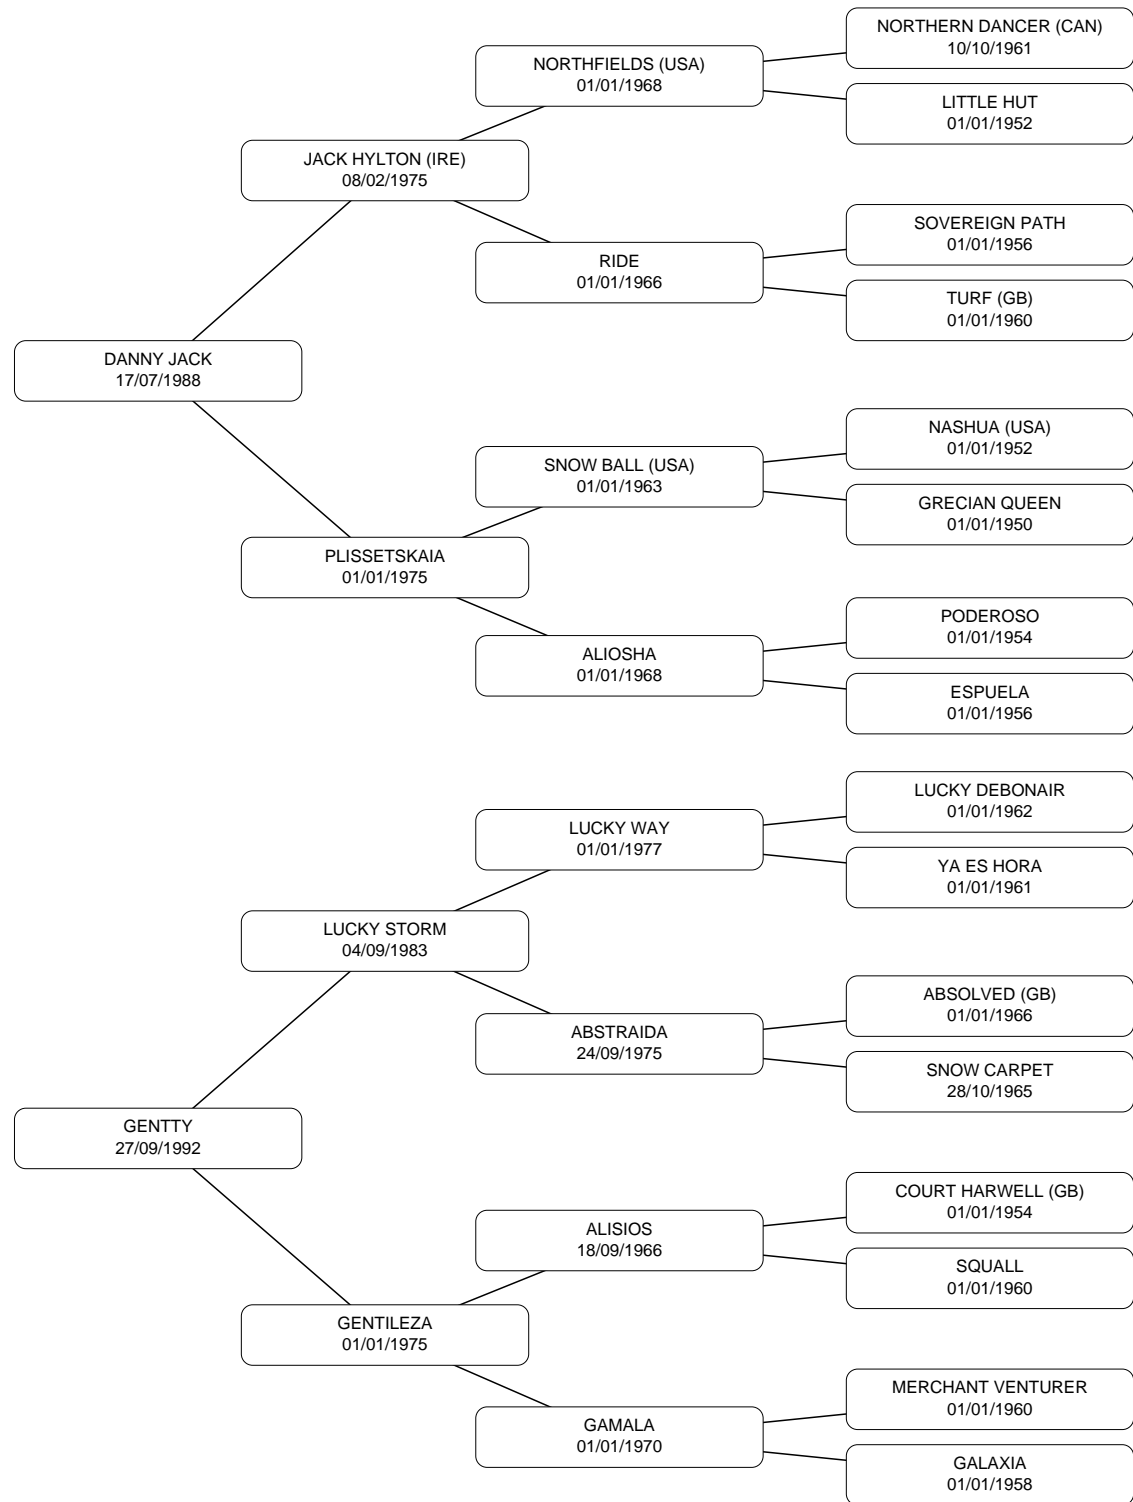 NORTHERN DANCER (CAN)
10/10/1961
NORTHFIELDS (USA)
01/01/1968
LITTLE HUT
01/01/1952
JACK HYLTON (IRE)
08/02/1975
SOVEREIGN PATH
01/01/1956
RIDE
01/01/1966
TURF (GB)
01/01/1960
DANNY JACK
17/07/1988
NASHUA (USA)
01/01/1952
SNOW BALL (USA)
01/01/1963
GRECIAN QUEEN
01/01/1950
PLISSETSKAIA
01/01/1975
PODEROSO
01/01/1954
ALIOSHA
01/01/1968
ESPUELA
01/01/1956
LUCKY DEBONAIR
01/01/1962
LUCKY WAY
01/01/1977
YA ES HORA
01/01/1961
LUCKY STORM
04/09/1983
ABSOLVED (GB)
01/01/1966
ABSTRAIDA
24/09/1975
SNOW CARPET
28/10/1965
GENTTY
27/09/1992
COURT HARWELL (GB)
01/01/1954
ALISIOS
18/09/1966
SQUALL
01/01/1960
GENTILEZA
01/01/1975
MERCHANT VENTURER
01/01/1960
GAMALA
01/01/1970
GALAXIA
01/01/1958